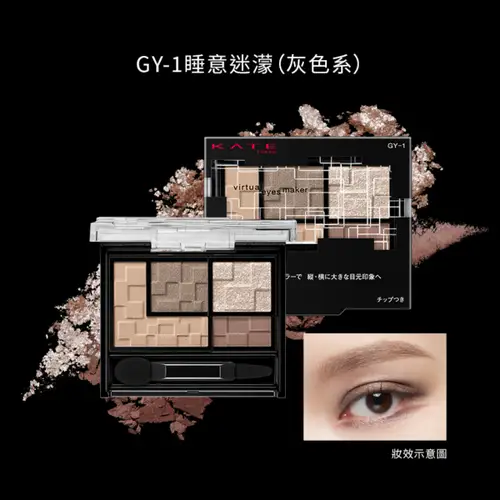 GY-1睡意迷濛(灰色系)
KATE
TOKYO
GY-1
virtual
eyes maker
ラーで 縦・横に大きな目元印象へ
チップつき
妝效示意圖